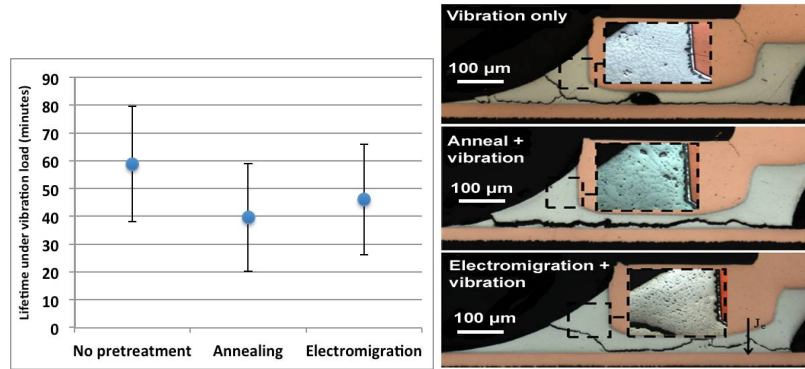 Lifetime under vibration load (minutes)
90
80
70
60
50
40
30
20
10
0
No pretreatment
Annealing
Electromigration
Vibration only
100 µm
Anneal +
vibration
100 µm
Electromigration +
vibration
100 µm
Je